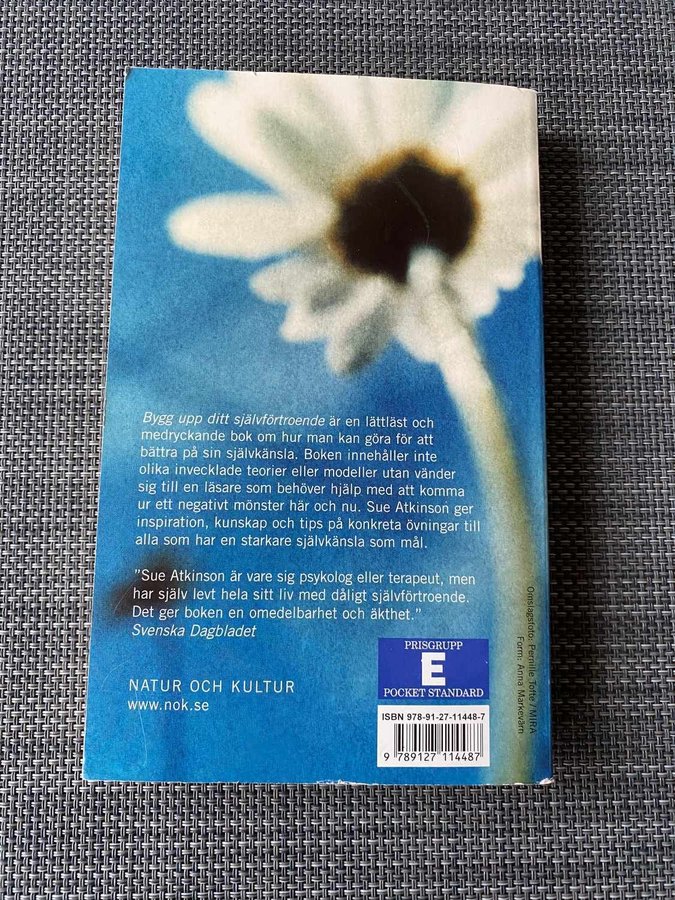 Bygg upp ditt självförtroende är en lättläst och
medryckande bok om hur man kan göra för att
bättra på sin självkänsla. Boken innehåller inte
olika invecklade teorier eller modeller utan vänder
sig till en läsare som behöver hjälp med att komma
ur ett negativt mönster här och nu. Sue Atkinson ger
inspiration, kunskap och tips på konkreta övningar till
alla som har en starkare självkänsla som mål.
”Sue Atkinson är vare sig psykolog eller terapeut, men
har själv levt hela sitt liv med dåligt självförtroende.
Det ger boken en omedelbarhet och äkthet.”
Svenska Dagbladet
NATUR OCH KULTUR
www.nok.se
PRISGRUPP
E
POCKET STANDARD
ISBN 978-91-27-11448-7
9 789127 114487
Omslagsfoto: Pernille Tofte / MIRA
Form: Anna Markevärn